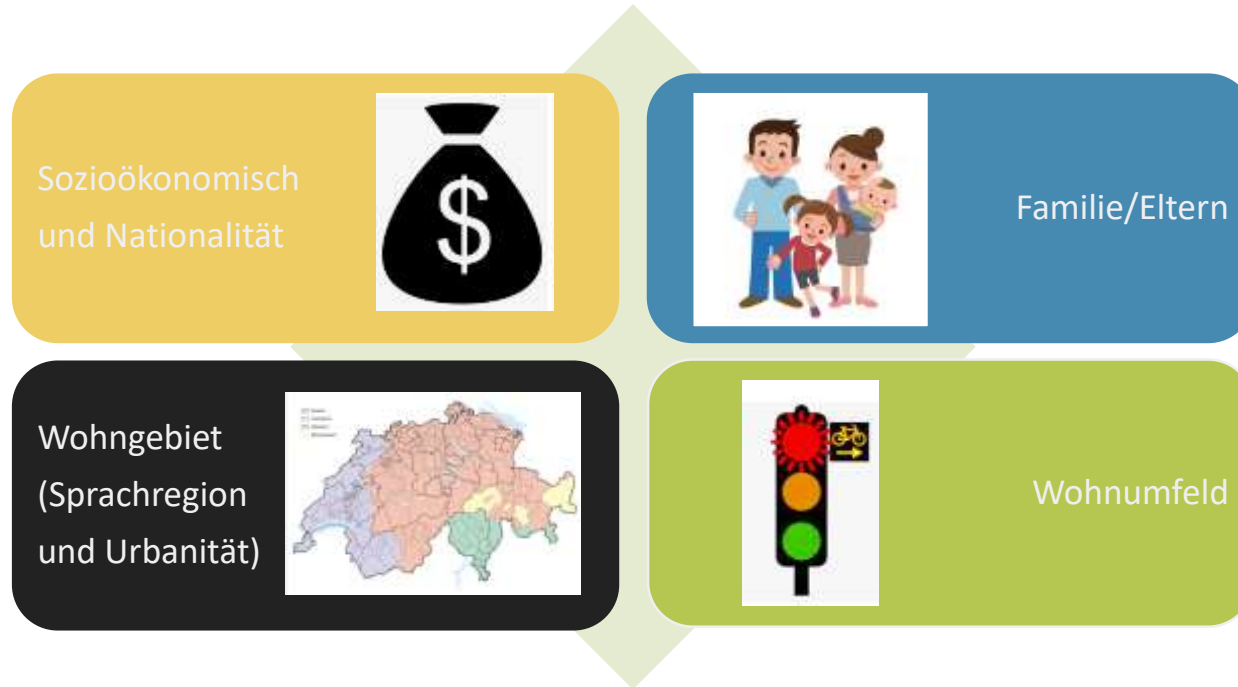 Sozioökonomisch
und Nationalität
$
Familie/Eltern
Wohngebiet
(Sprachregion
und Urbanität)
Wohnumfeld